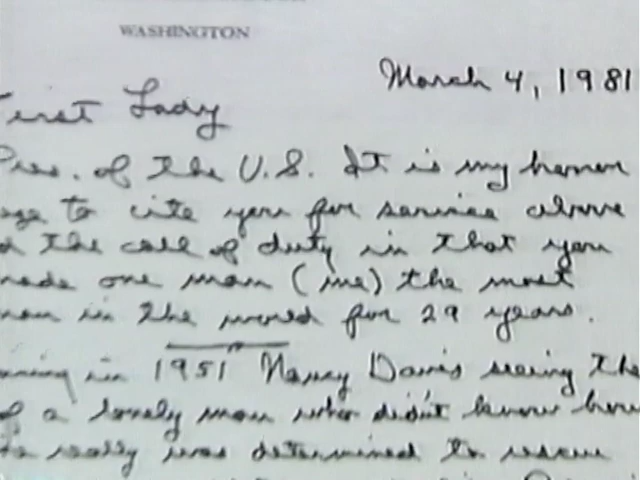 WASHINGTON
March 4, 1981
First Lady
Pres. of the U.S. It is my honor
to cite you for service above
the call of duty in that you
made one man (me) the most
man in the world for 29 years.
in 1951 Nancy Davis seeing the
of a lonely man who didn't know how
really was determined to rescue